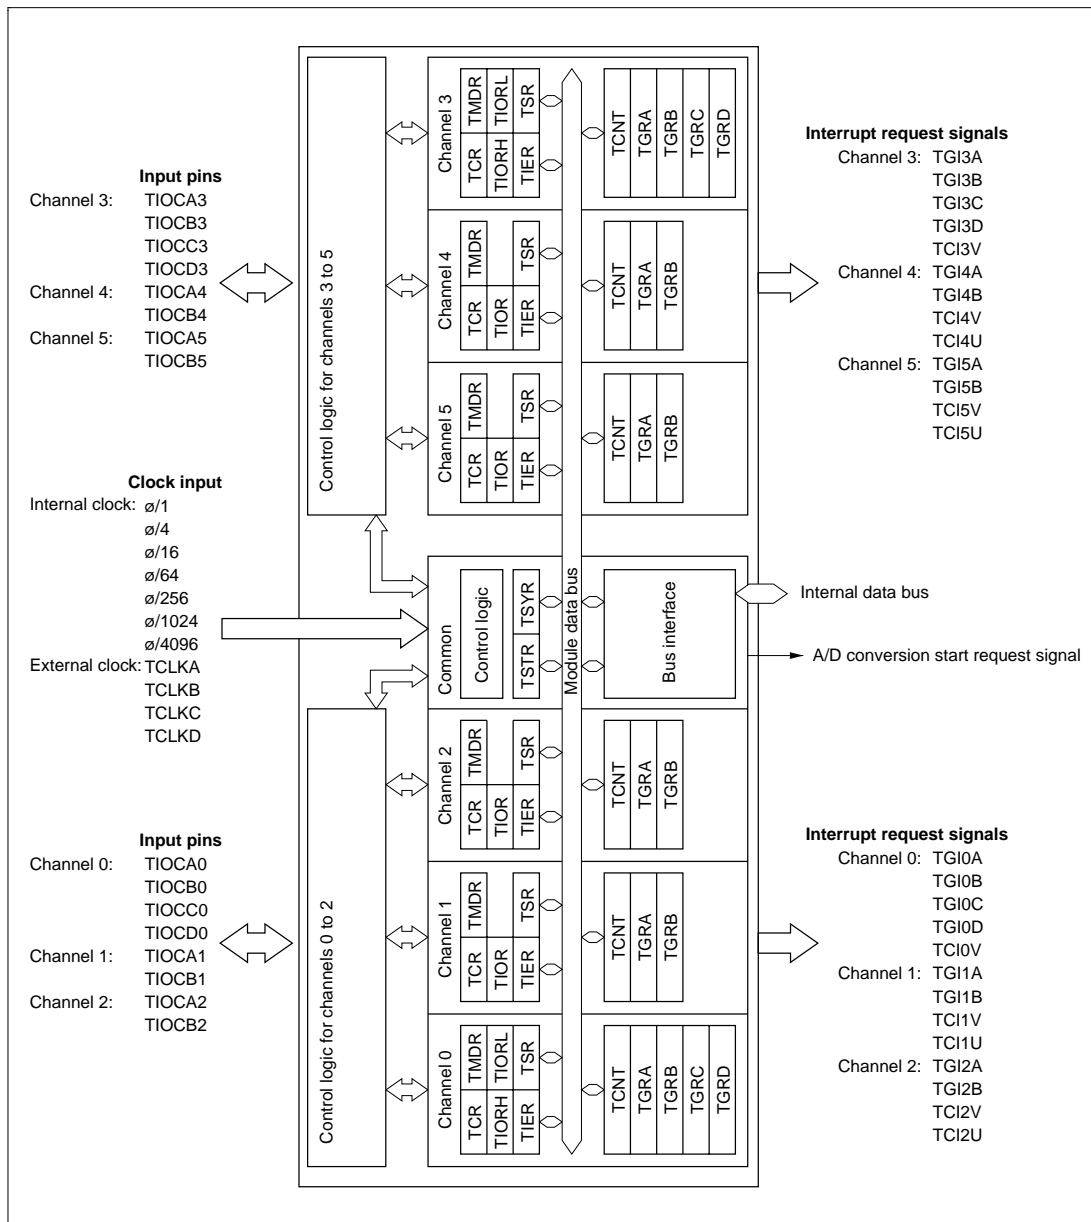 Input pins
Channel 3: TIOCA3
TIOCB3
TIOCC3
TIOCD3
Channel 4: TIOCA4
TIOCB4
Channel 5: TIOCA5
TIOCB5
Clock input
Internal clock: ø/1
ø/4
ø/16
ø/64
ø/256
ø/1024
ø/4096
External clock: TCLKA
TCLKB
TCLKC
TCLKD
Input pins
Channel 0: TIOCA0
TIOCB0
TIOCC0
TIOCD0
Channel 1: TIOCA1
TIOCB1
Channel 2: TIOCA2
TIOCB2
Control logic for channels 3 to 5
Control logic for channels 0 to 2
Channel 3
TCR TMDR
TIORH TIORL
TIER TSR
TCNT
TGRA
TGRB
TGRC
TGRD
Channel 4
TCR TMDR
TIOR
TIER TSR
TCNT
TGRA
TGRB
Channel 5
TCR TMDR
TIOR
TIER TSR
TCNT
TGRA
TGRB
Common
Control logic
TSTR TSYR
Module data bus
Bus interface
Channel 2
TCR TMDR
TIOR
TIER TSR
TCNT
TGRA
TGRB
Channel 1
TCR TMDR
TIOR
TIER TSR
TCNT
TGRA
TGRB
Channel 0
TCR TMDR
TIORH TIORL
TIER TSR
TCNT
TGRA
TGRB
TGRC
TGRD
Interrupt request signals
Channel 3: TGI3A
TGI3B
TGI3C
TGI3D
TCI3V
Channel 4: TGI4A
TGI4B
TCI4V
TCI4U
Channel 5: TGI5A
TGI5B
TCI5V
TCI5U
Internal data bus
A/D conversion start request signal
Interrupt request signals
Channel 0: TGI0A
TGI0B
TGI0C
TGI0D
TCI0V
Channel 1: TGI1A
TGI1B
TCI1V
TCI1U
Channel 2: TGI2A
TGI2B
TCI2V
TCI2U